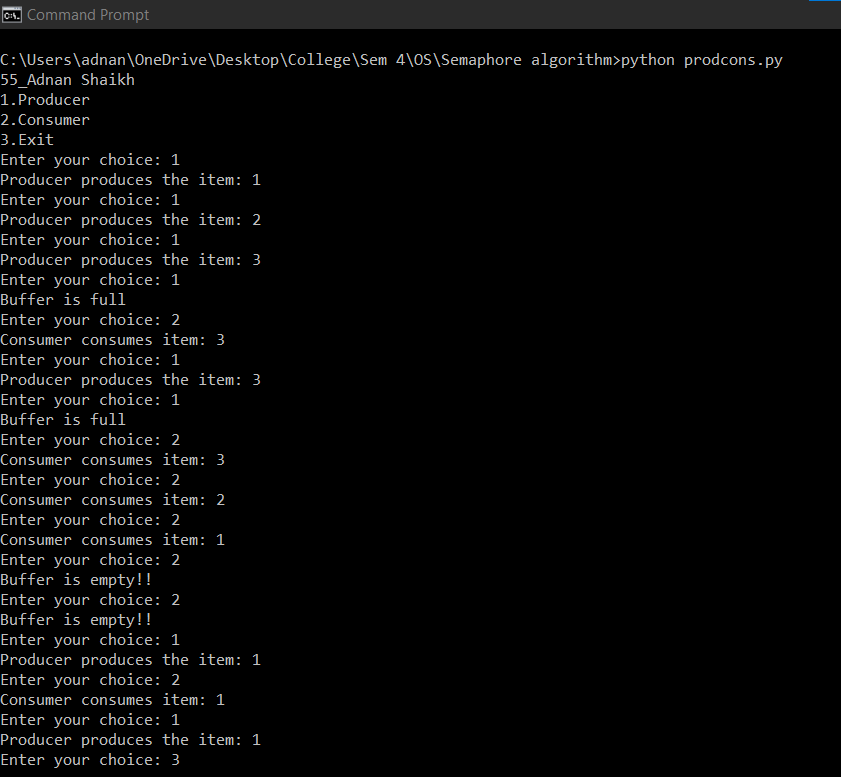 Command Prompt
C:\Users\adnan\OneDrive\Desktop\College\Sem 4\OS\Semaphore algorithm>python prodcons.py
55_Adnan Shaikh
1.Producer
2.Consumer
3.Exit
Enter your choice: 1
Producer produces the item: 1
Enter your choice: 1
Producer produces the item: 2
Enter your choice: 1
Producer produces the item: 3
Enter your choice: 1
Buffer is full
Enter your choice: 2
Consumer consumes item: 3
Enter your choice: 1
Producer produces the item: 3
Enter your choice: 1
Buffer is full
Enter your choice: 2
Consumer consumes item: 3
Enter your choice: 2
Consumer consumes item: 2
Enter your choice: 2
Consumer consumes item: 1
Enter your choice: 2
Buffer is empty!!
Enter your choice: 2
Buffer is empty!!
Enter your choice: 1
Producer produces the item: 1
Enter your choice: 2
Consumer consumes item: 1
Enter your choice: 1
Producer produces the item: 1
Enter your choice: 3